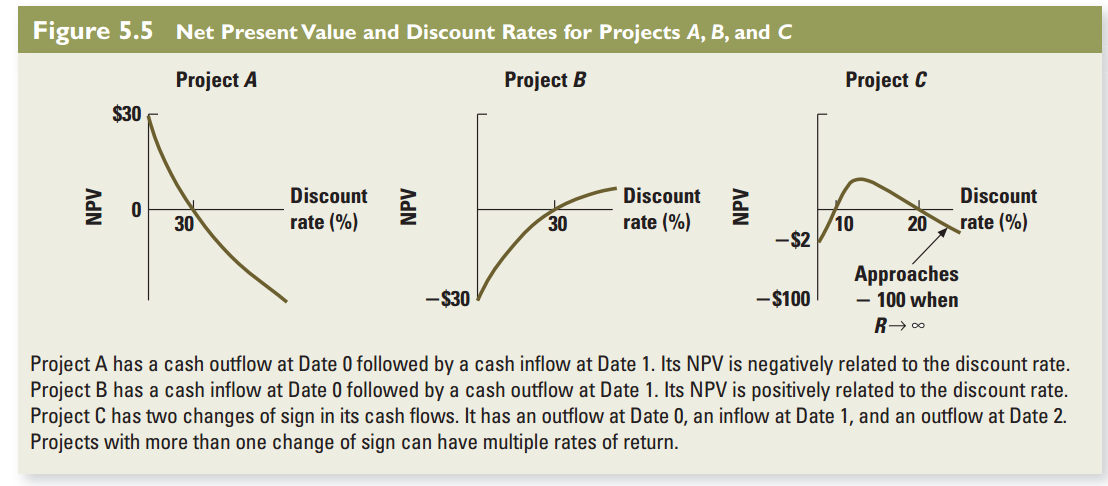 Figure 5.5 Net Present Value and Discount Rates for Projects A, B, and C
Project A
$30
NPV
0
30
Discount
rate (%)
Project B
NPV
30
Discount
rate (%)
–$30
Project C
NPV
10
20
Discount
rate (%)
–$2
–$100
Approaches
– 100 when
R→ ∞
Project A has a cash outflow at Date 0 followed by a cash inflow at Date 1. Its NPV is negatively related to the discount rate.
Project B has a cash inflow at Date 0 followed by a cash outflow at Date 1. Its NPV is positively related to the discount rate.
Project C has two changes of sign in its cash flows. It has an outflow at Date 0, an inflow at Date 1, and an outflow at Date 2.
Projects with more than one change of sign can have multiple rates of return.